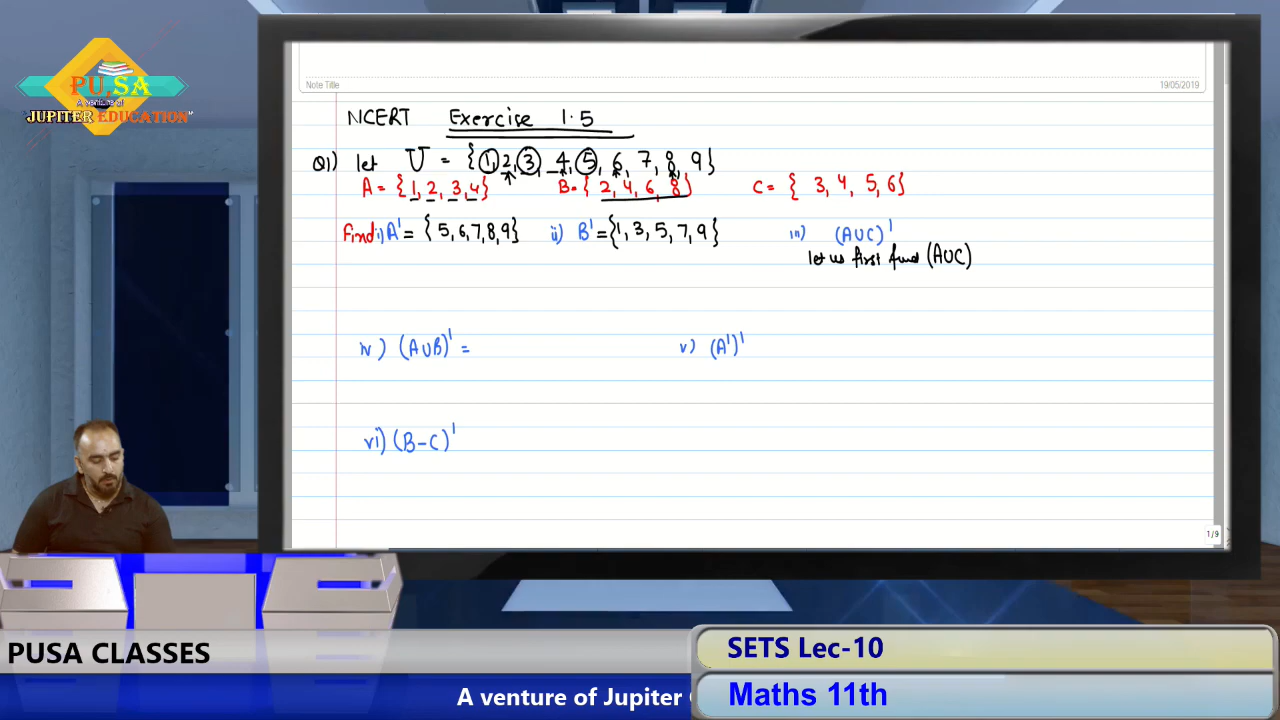 PU,SA
A venture of
"JUPITER EDUCATION"
Note Title
19/05/2019
NCERT Exercise 1.5
Q1) let U = {1, 2, 3, 4, 5, 6, 7, 8, 9}
A = {1, 2, 3, 4} B = {2, 4, 6, 8} C = { 3, 4, 5, 6}
Find i) A' = {5, 6, 7, 8, 9} ii) B' = {1, 3, 5, 7, 9} iii) (A∪C)'
let us first find (A∪C)
iv) (A∪B)' = v) (A')'
vi) (B-C)'
1/9
PUSA CLASSES
SETS Lec-10
A venture of Jupiter
Maths 11th